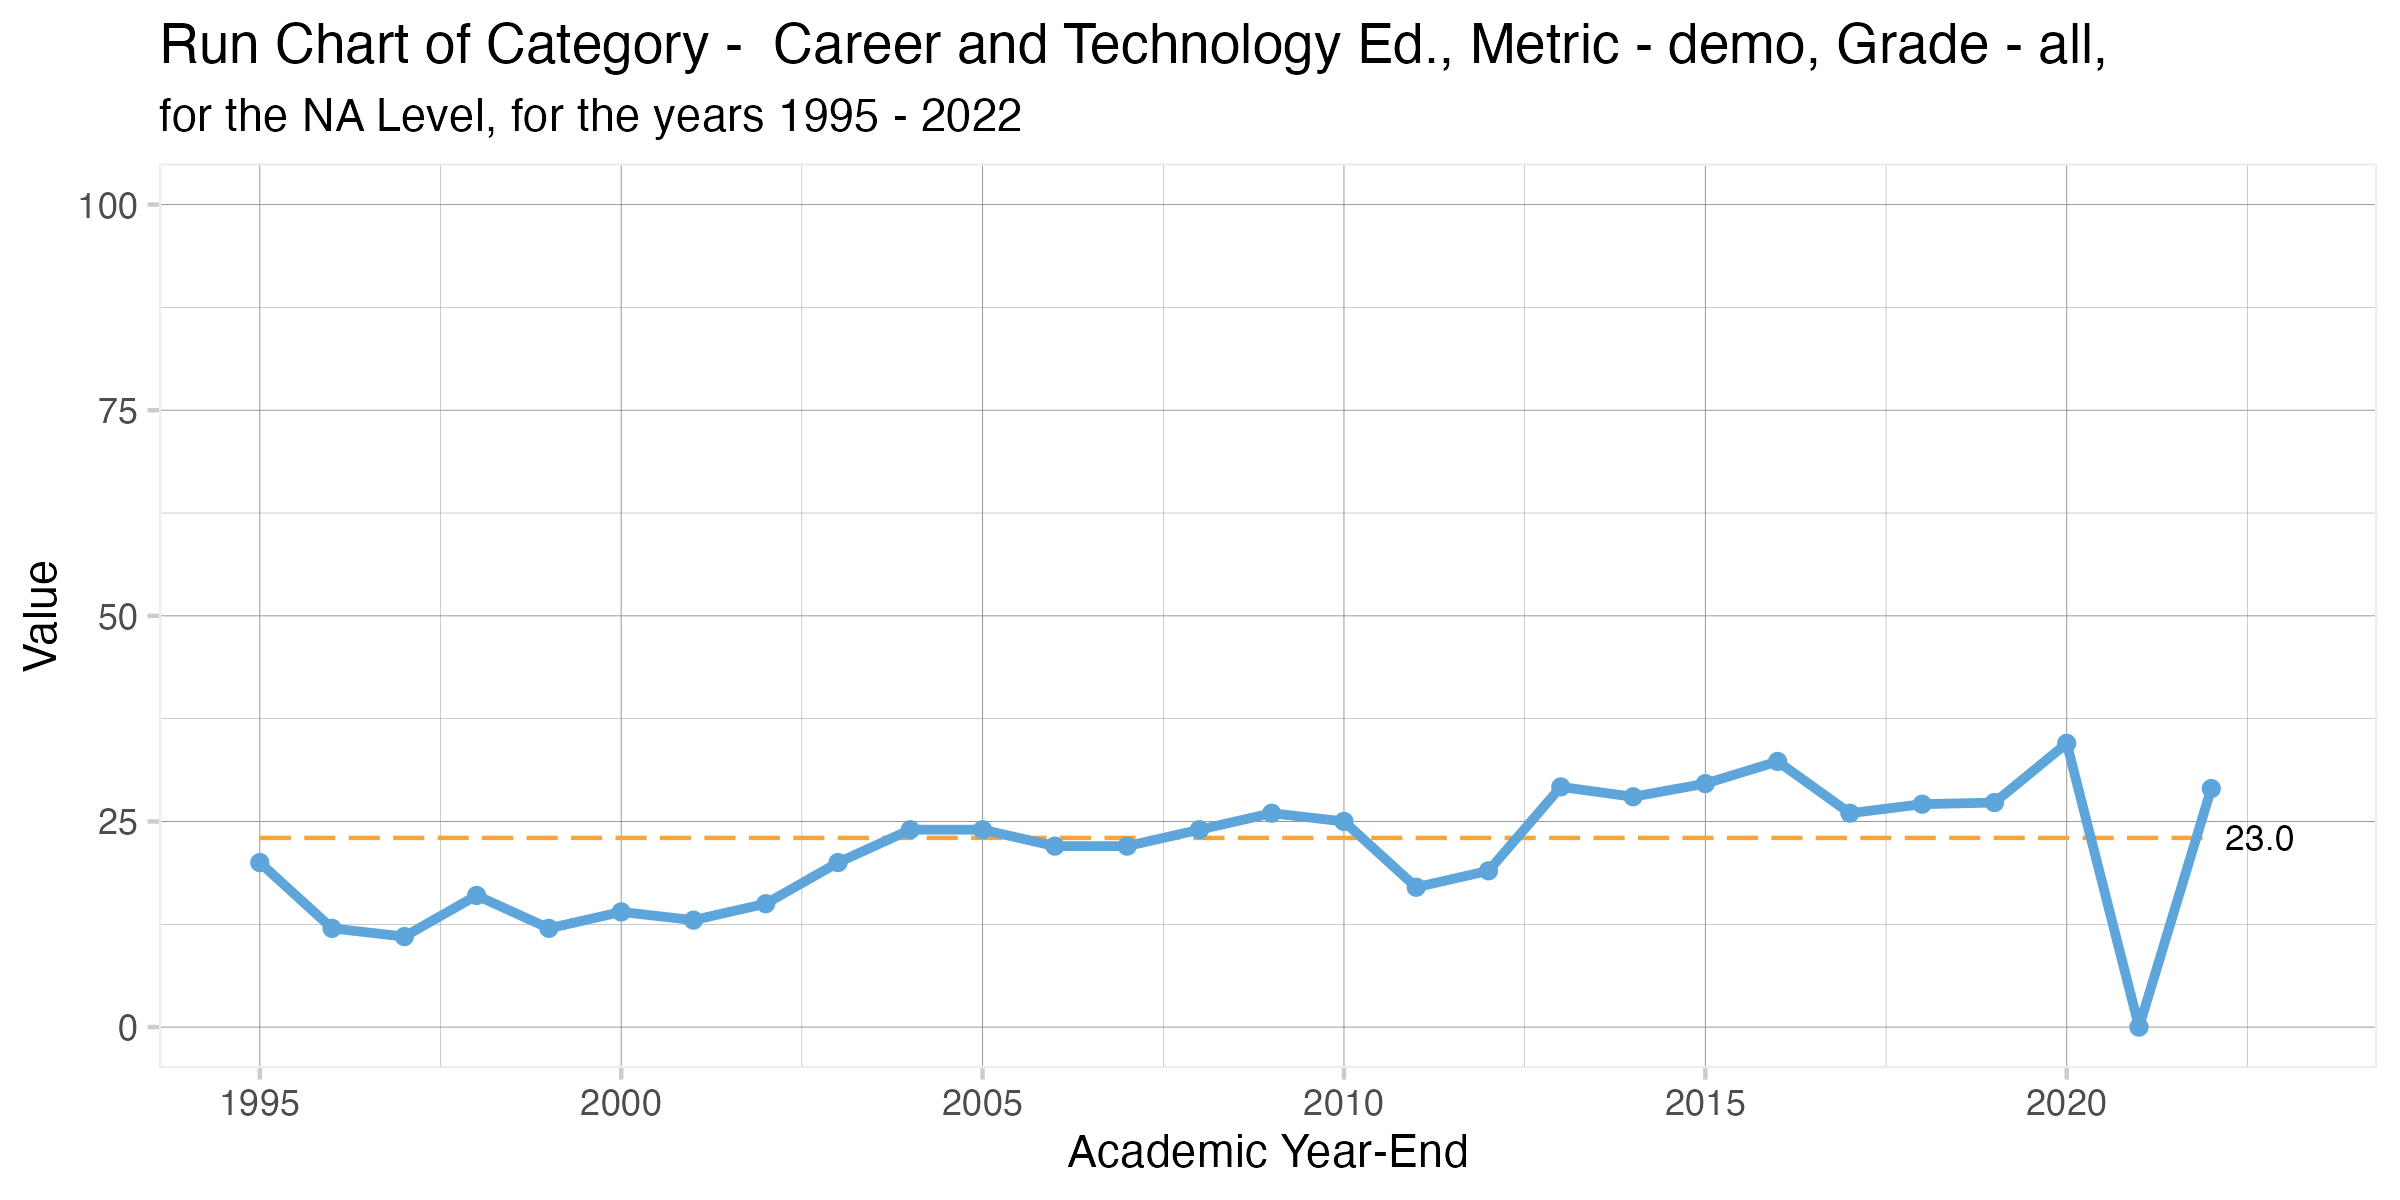 Run Chart of Category -  Career and Technology Ed., Metric - demo, Grade - all,
for the NA Level, for the years 1995 - 2022
100
75
50
25
0
Value
23.0
1995 2000 2005 2010 2015 2020
Academic Year-End